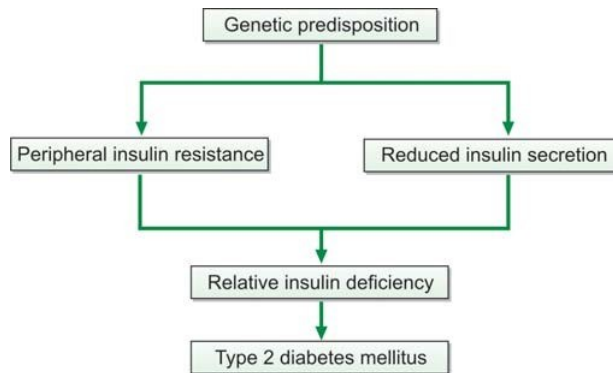 Genetic predisposition
Peripheral insulin resistance
Reduced insulin secretion
Relative insulin deficiency
Type 2 diabetes mellitus